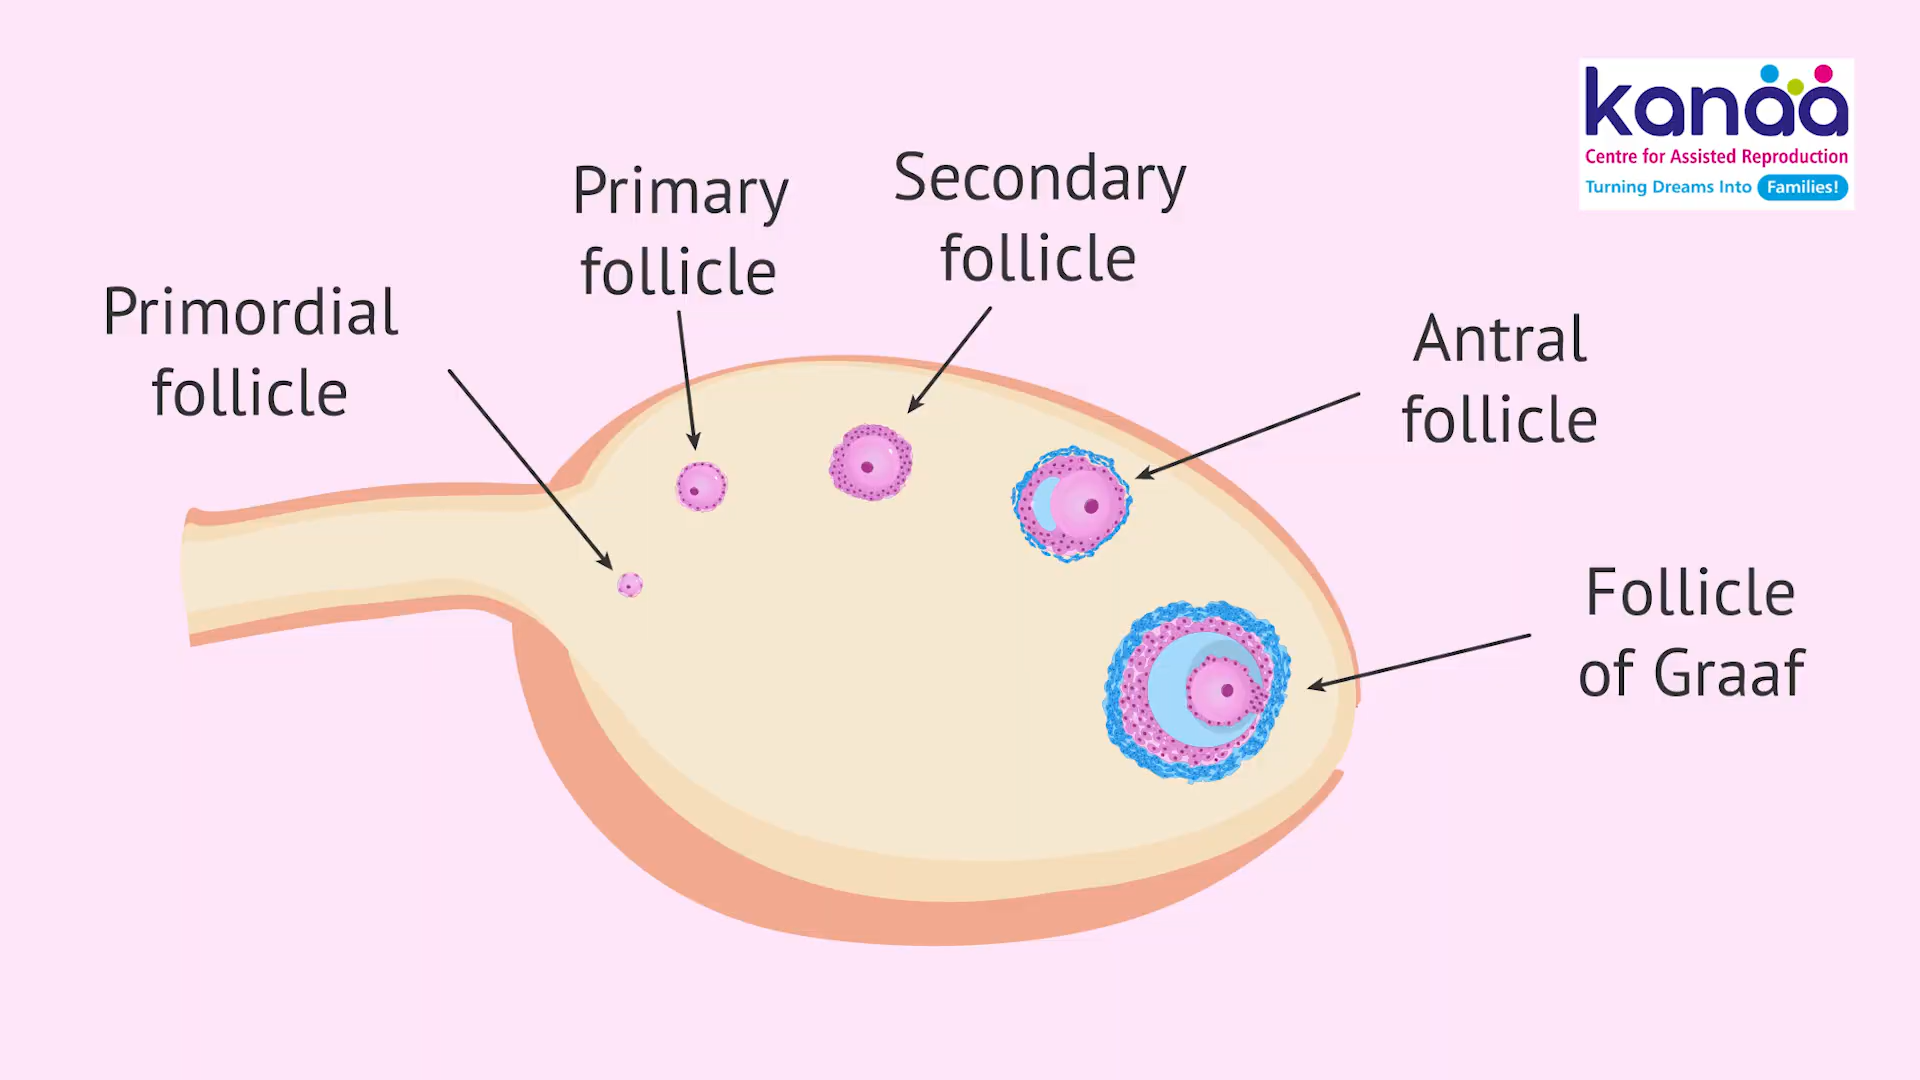 kanaa
Centre for Assisted Reproduction
Turning Dreams Into Families!
Primary
follicle
Secondary
follicle
Primordial
follicle
Antral
follicle
Follicle
of Graaf